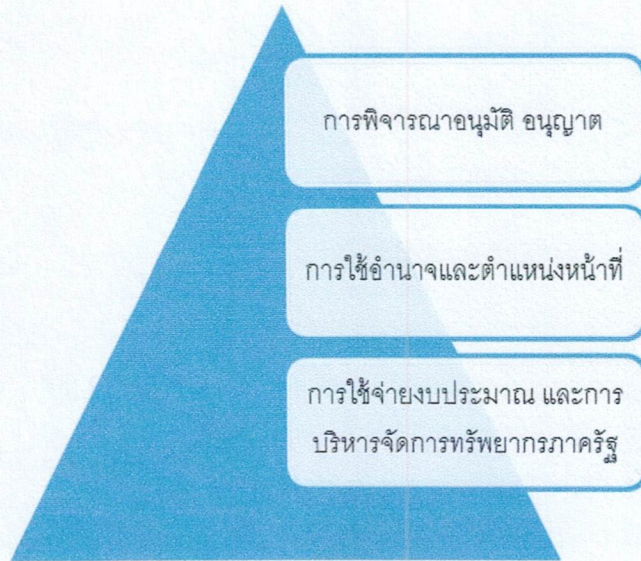 การพิจารณาอนุมัติ อนุญาต
การใช้อำนาจและตำแหน่งหน้าที่
การใช้จ่ายงบประมาณ และการ
บริหารจัดการทรัพยากรภาครัฐ